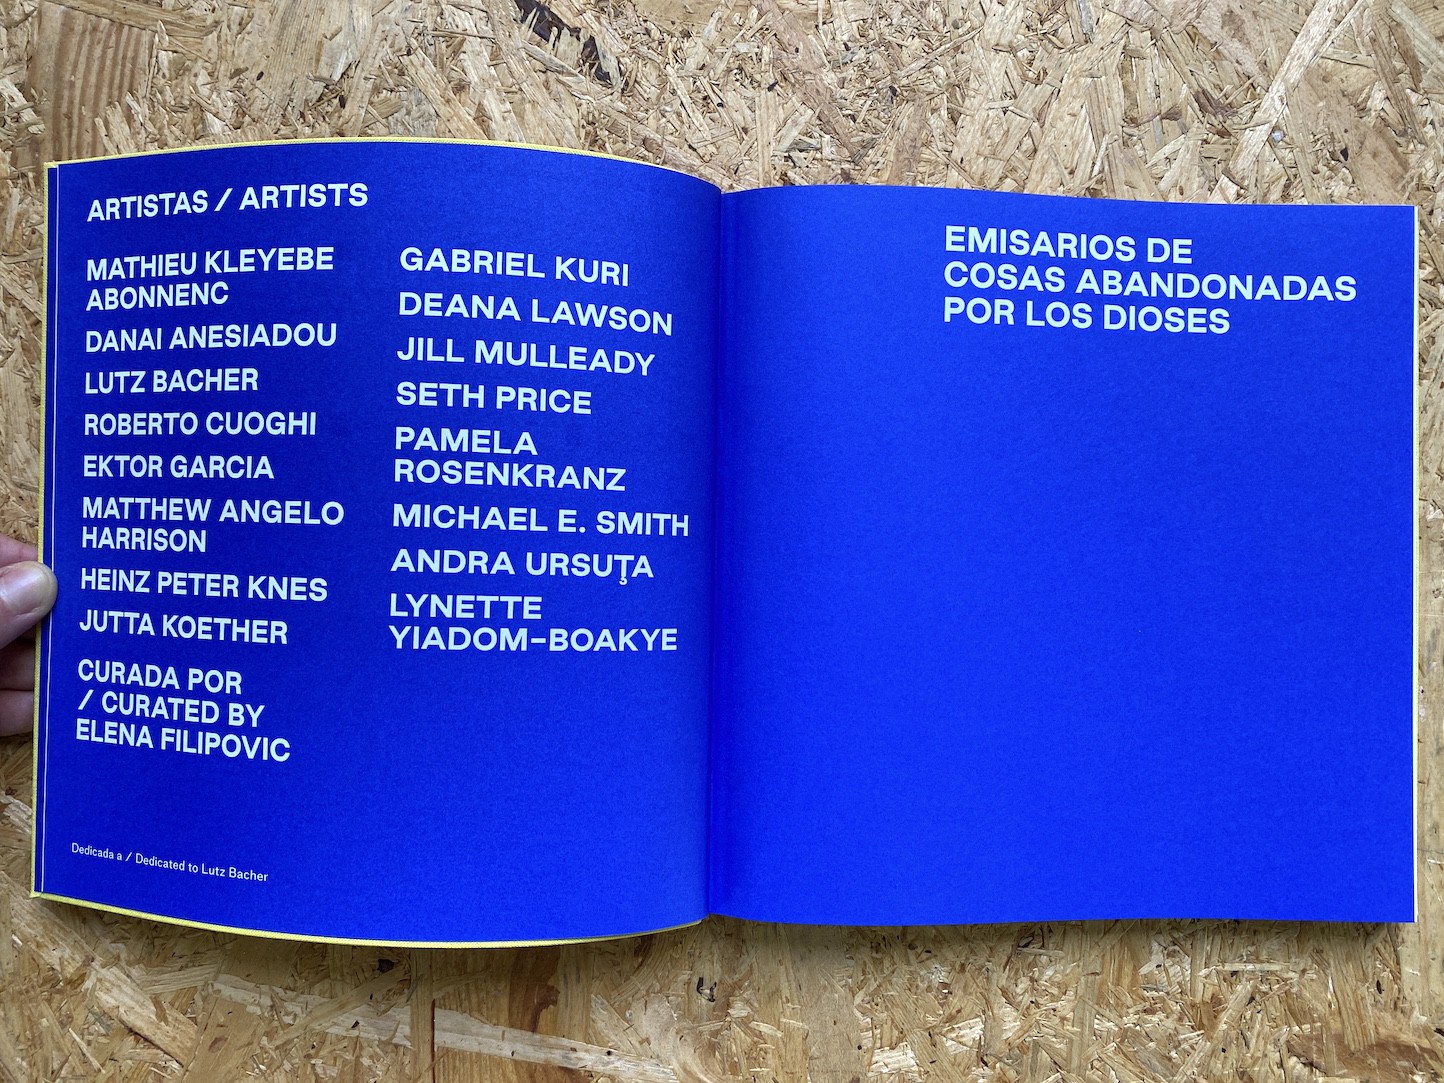 ARTISTAS / ARTISTS
MATHIEU KLEYEBE
ABONNENC
DANAI ANESIADOU
LUTZ BACHER
ROBERTO CUOGHI
EKTOR GARCIA
MATTHEW ANGELO
HARRISON
HEINZ PETER KNES
JUTTA KOETHER
CURADA POR
/ CURATED BY
ELENA FILIPOVIC
Dedicada a / Dedicated to Lutz Bacher
GABRIEL KURI
DEANA LAWSON
JILL MULLEADY
SETH PRICE
PAMELA
ROSENKRANZ
MICHAEL E. SMITH
ANDRA URSUŢA
LYNETTE
YIADOM–BOAKYE
EMISARIOS DE
COSAS ABANDONADAS
POR LOS DIOSES